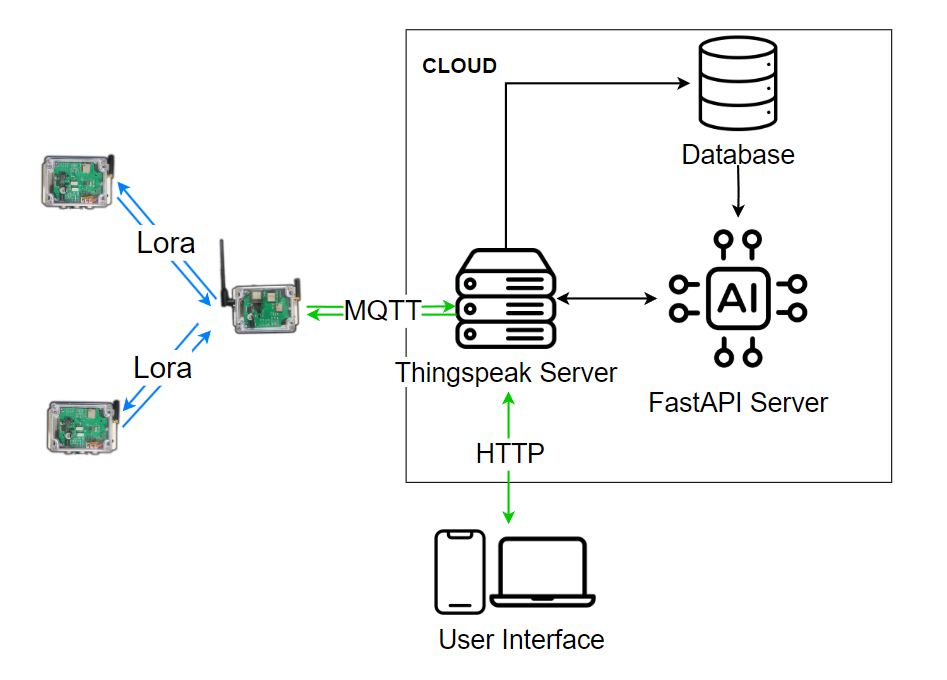 CLOUD
Database
Lora
MQTT
Lora
Thingspeak Server
AI
FastAPI Server
HTTP
User Interface